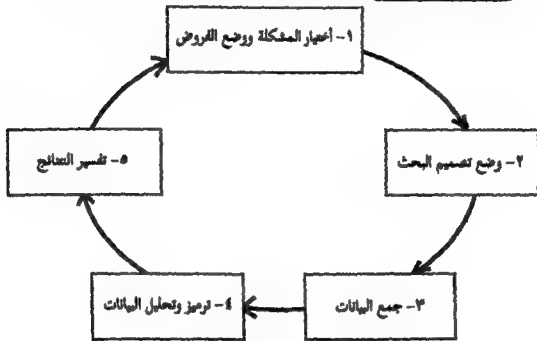 ١- أختيار المشكلة ووضع الفروض
٢- وضع تصميم البحث
٣- جمع البيانات
٤- ترميز وتحليل البيانات
٥- تفسير النتائج